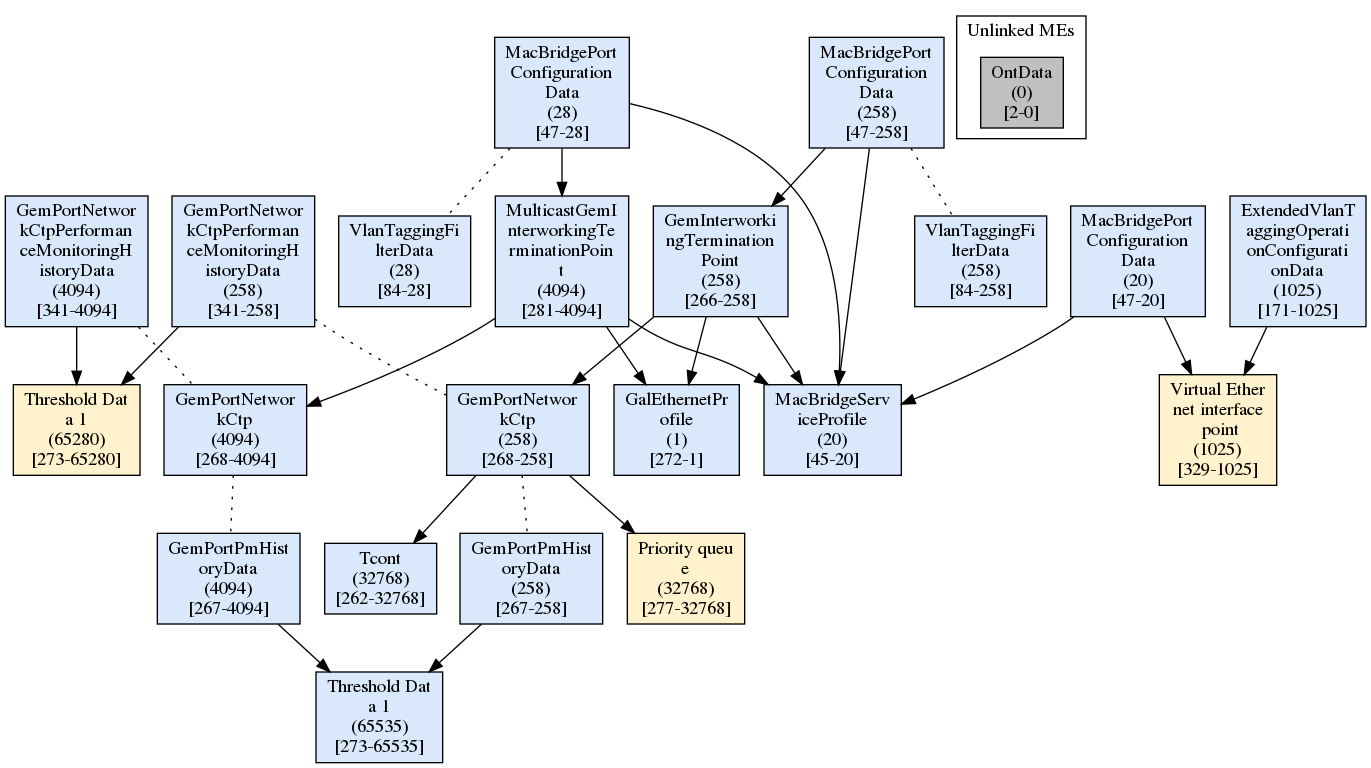 MacBridgePort
Configuration
Data
(28)
[47-28]
MacBridgePort
Configuration
Data
(258)
[47-258]
Unlinked MEs
OntData
(0)
[2-0]
GemPortNetwor
kCtpPerforman
ceMonitoringH
istoryData
(4094)
[341-4094]
GemPortNetwor
kCtpPerforman
ceMonitoringH
istoryData
(258)
[341-258]
VlanTaggingFi
lterData
(28)
[84-28]
MulticastGemI
nterworkingTe
rminationPoin
t
(4094)
[281-4094]
GemInterworki
ngTermination
Point
(258)
[266-258]
VlanTaggingFi
lterData
(258)
[84-258]
MacBridgePort
Configuration
Data
(20)
[47-20]
ExtendedVlanT
aggingOperati
onConfigurati
onData
(1025)
[171-1025]
Threshold Dat
a 1
(65280)
[273-65280]
GemPortNetwor
kCtp
(4094)
[268-4094]
GemPortNetwor
kCtp
(258)
[268-258]
GalEthernetPr
ofile
(1)
[272-1]
MacBridgeServ
iceProfile
(20)
[45-20]
Virtual Ether
net interface
point
(1025)
[329-1025]
GemPortPmHist
oryData
(4094)
[267-4094]
Tcont
(32768)
[262-32768]
GemPortPmHist
oryData
(258)
[267-258]
Priority queu
e
(32768)
[277-32768]
Threshold Dat
a 1
(65535)
[273-65535]